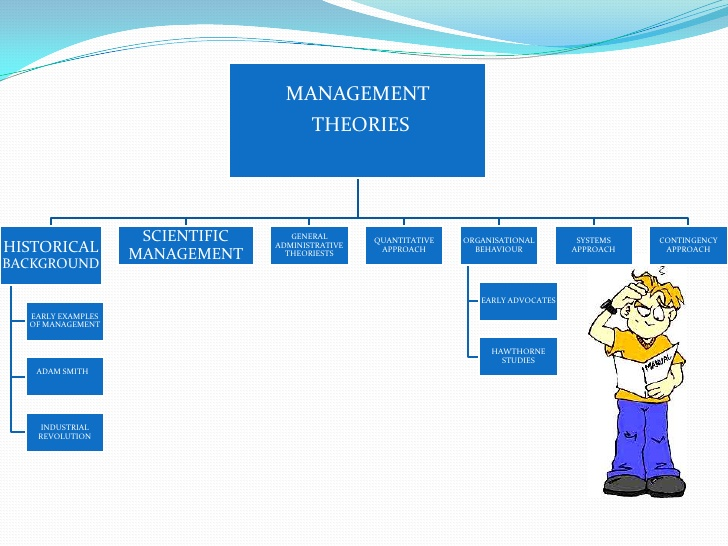 MANAGEMENT
THEORIES
HISTORICAL
BACKGROUND
EARLY EXAMPLES
OF MANAGEMENT
ADAM SMITH
INDUSTRIAL
REVOLUTION
SCIENTIFIC
MANAGEMENT
GENERAL
ADMINISTRATIVE
THEORIESTS
QUANTITATIVE
APPROACH
ORGANISATIONAL
BEHAVIOUR
EARLY ADVOCATES
HAWTHORNE
STUDIES
SYSTEMS
APPROACH
CONTINGENCY
APPROACH
?
MANUAL